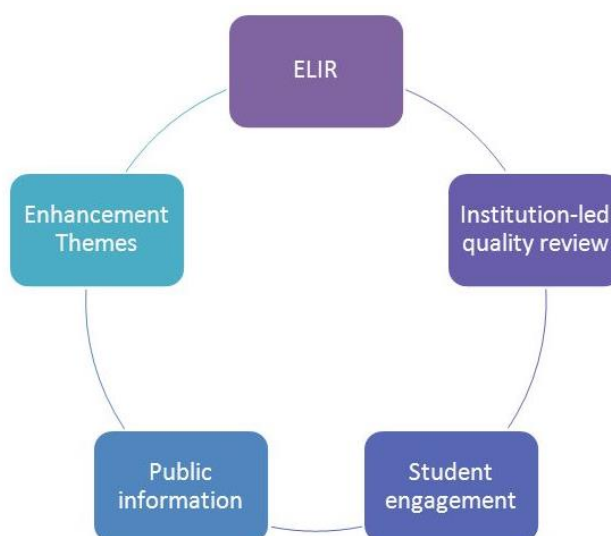 ELIR
Institution-led
quality review
Student
engagement
Public
information
Enhancement
Themes